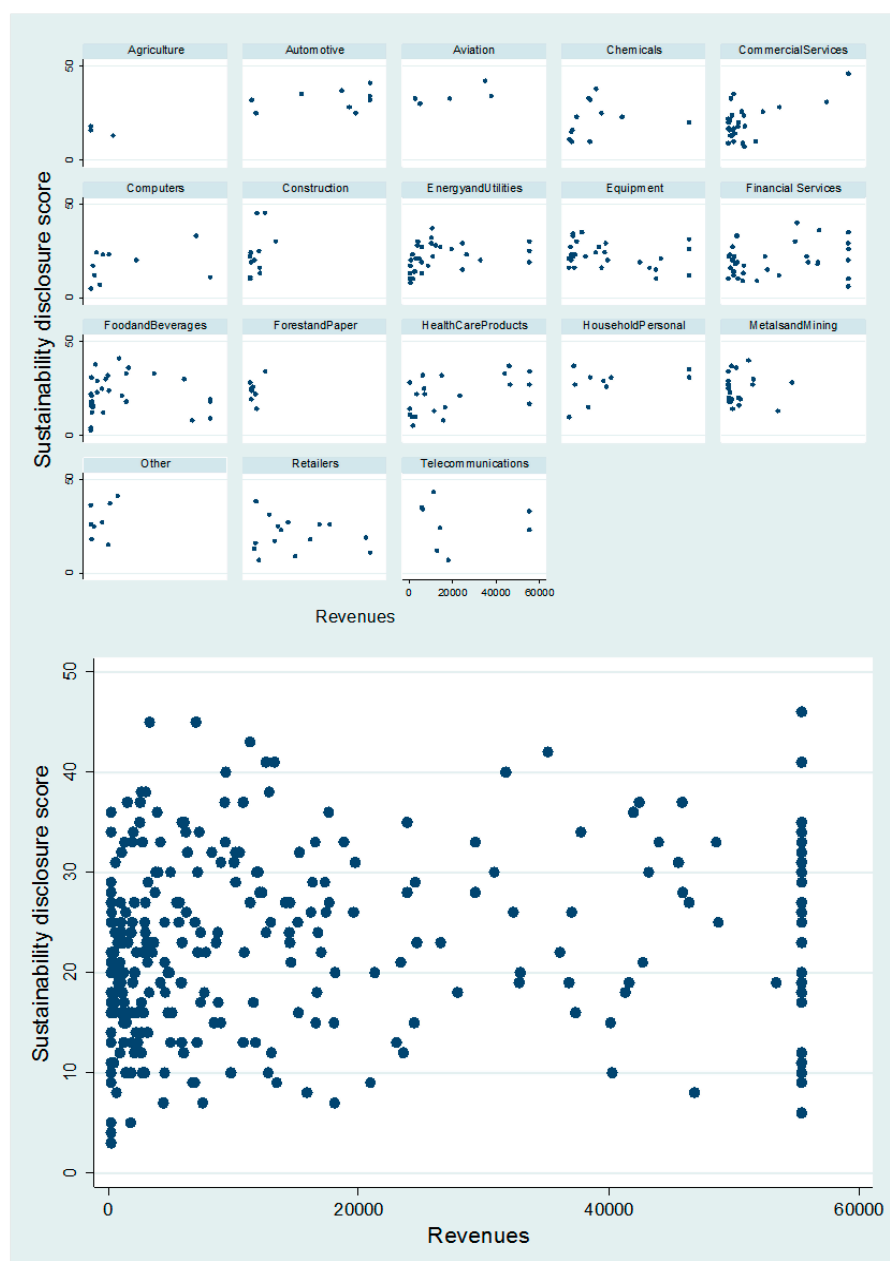 Agriculture Automotive Aviation Chemicals CommercialServices
50
0
Computers Construction EnergyandUtilities Equipment Financial Services
50
0
FoodandBeverages ForestandPaper HealthCareProducts HouseholdPersonal MetalsandMining
50
0
Other Retailers Telecommunications
50
0
0 20000 40000 60000
Sustainability disclosure score
Revenues
50
40
30
20
10
0
Sustainability disclosure score
0 20000 40000 60000
Revenues